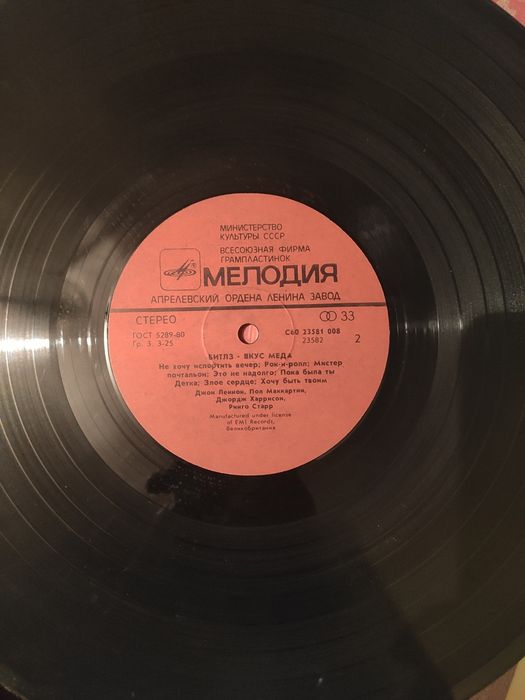 МИНИСТЕРСТВО
КУЛЬТУРЫ СССР
ВСЕСОЮЗНАЯ ФИРМА
ГРАМПЛАСТИНОК
МЕЛОДИЯ
АПРЕЛЕВСКИЙ ОРДЕНА ЛЕНИНА ЗАВОД
СТЕРЕО 33
ГОСТ 5289-80 С60 23581 008
Гр. 3. 3-25 23582 2
БИТЛЗ - ВКУС МЕДА
Не хочу испортить вечер; Рок-н-ролл; Мистер
почтальон; Это не надолго; Пока была ты
Детка; Злое сердце; Хочу быть твоим
Джон Леннон, Пол Маккартни,
Джордж Харрисон,
Ринго Старр
Manufactured under license
of EMI Records,
Великобритания